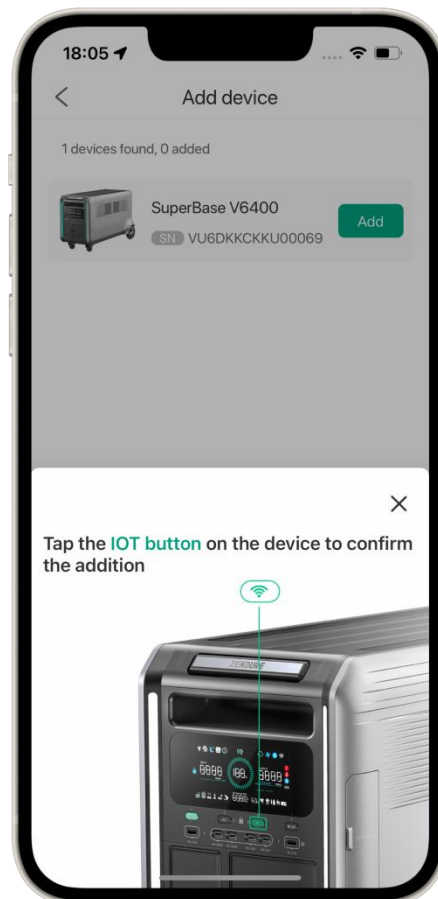 18:05
Add device
1 devices found, 0 added
SuperBase V6400
SN VU6DKKCKKU00069
Add
Tap the IOT button on the device to confirm
the addition
ZENDURE